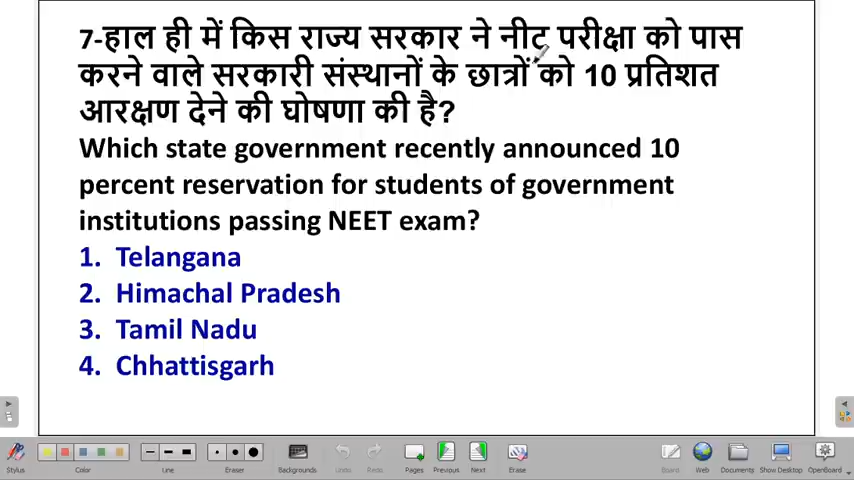 7-हाल ही में किस राज्य सरकार ने नीट परीक्षा को पास
करने वाले सरकारी संस्थानों के छात्रों को 10 प्रतिशत
आरक्षण देने की घोषणा की है?
Which state government recently announced 10
percent reservation for students of government
institutions passing NEET exam?
1. Telangana
2. Himachal Pradesh
3. Tamil Nadu
4. Chhattisgarh
Stylus Color Line Eraser Backgrounds Undo Redo Pages Previous Next Erase Board Web Documents Show Desktop OpenBoard